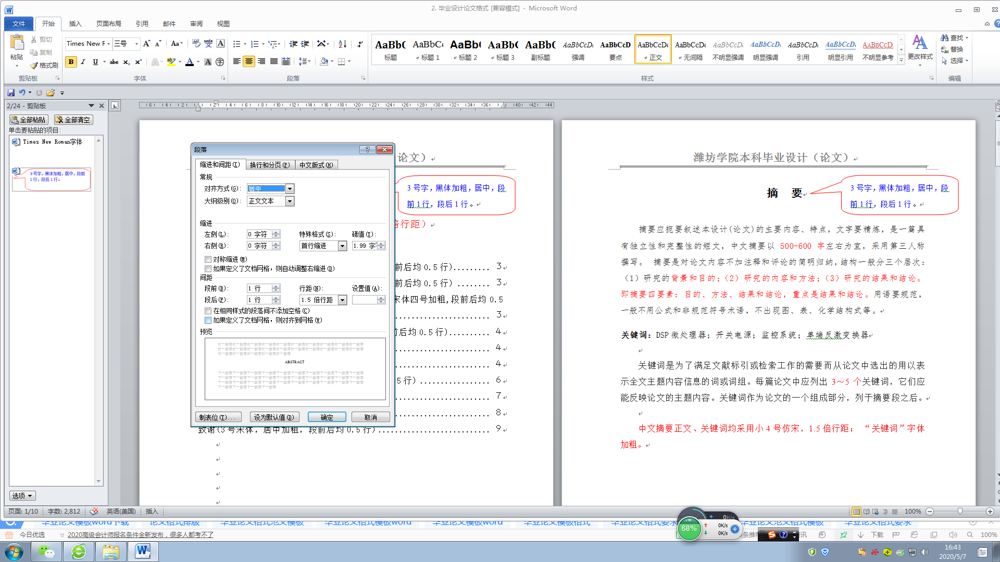 2. 毕业设计论文格式 [兼容模式] - Microsoft Word
文件 开始 插入 页面布局 引用 邮件 审阅 视图
粘贴 剪切 复制 格式刷
剪贴板
Times New R 三号
字体
段落
AaBbC 标题
AaBbCc 标题 1
AaBbC 标题 2
AaBbC 标题 3
AaBbC 副标题
AaBbCcDc 强调
AaBbCcD 要点
AaBbCcDc 正文
AaBbCcDc 无间隔
AaBbCcDc 不明显强调
AaBbCcDc 明显强调
AaBbCcDc 引用
AaBbCcDc 明显引用
AaBbCcD 不明显参考
样式
更改样式
查找
替换
选择
编辑
2/24 - 剪贴板
全部粘贴 全部清空
单击要粘贴的项目:
Times New Roman字体
3 号字，黑体加粗，居中，段前
1 行，段后 1 行。
选项
段落
缩进和间距(I) 换行和分页(P) 中文版式(H)
常规
对齐方式(G): 居中
大纲级别(O): 正文文本
缩进
左侧(L): 0 字符 特殊格式(S): 磅值(Y):
右侧(R): 0 字符 首行缩进 1.99 字
对称缩进(M)
如果定义了文档网格，则自动调整右缩进(D)
间距
段前(B): 1 行 行距(N): 设置值(A):
段后(F): 1 行 1.5 倍行距
在相同样式的段落间不添加空格(C)
如果定义了文档网格，则对齐到网格(W)
预览
ABSTRACT
制表位(T)... 设为默认值(D) 确定 取消
论文）
3 号字，黑体加粗，居中，段
前 1 行，段后 1 行。
倍行距）
前后均 0.5 行)......... 3
前后均 0.5 行) ........ 3
宋体四号加粗,段前后均 0.5
3
前后均 0.5 行).......... 4
4
4
5 行) .............. 6
7
8
致谢(3 号宋体，居中加粗，段前后均 0.5 行) 9
潍坊学院本科毕业设计（论文）
摘 要
3 号字，黑体加粗，居中，段
前 1 行，段后 1 行。
摘要应扼要叙述本设计(论文)的主要内容、特点，文字要精炼，是一篇具
有独立性和完整性的短文，中文摘要以 500-600 字左右为宜，采用第三人称
撰写。 摘要是对论文内容不加注释和评论的简明归纳,结构一般分三个层次：
（1）研究的背景和目的；（2）研究的内容和方法；（3）研究的结果和结论。
即摘要四要素：目的、方法、结果和结论，重点是结果和结论。用语要规范，
一般不用公式和非规范符号术语，不出现图、表、化学结构式等。
关键词：DSP 微处理器；开关电源；监控系统；单端反激变换器
关键词是为了满足文献标引或检索工作的需要而从论文中选出的用以表
示全文主题内容信息的词或词组。每篇论文中应列出 3～5 个关键词，它们应
能反映论文的主题内容。关键词作为论文的一个组成部分，列于摘要段之后。
中文摘要正文、关键词均采用小 4 号仿宋，1.5 倍行距； “关键词”字体
加粗。
页面: 1/10 字数: 2,812 英语(美国) 插入 100%
毕业论文模板word下载 论文格式排版 毕业论文格式范文模板 毕业论文格式模板word 毕业论文模板word 毕业论文模板格式 毕业论文格式要求 毕业论文范文格式模板 毕业论文格式要求
今日优选 2020高级会计师报名条件全新发布，很多人都考不了
68% 0K/s
0K/s
0K/s
下载 100%
16:43
2020/5/7